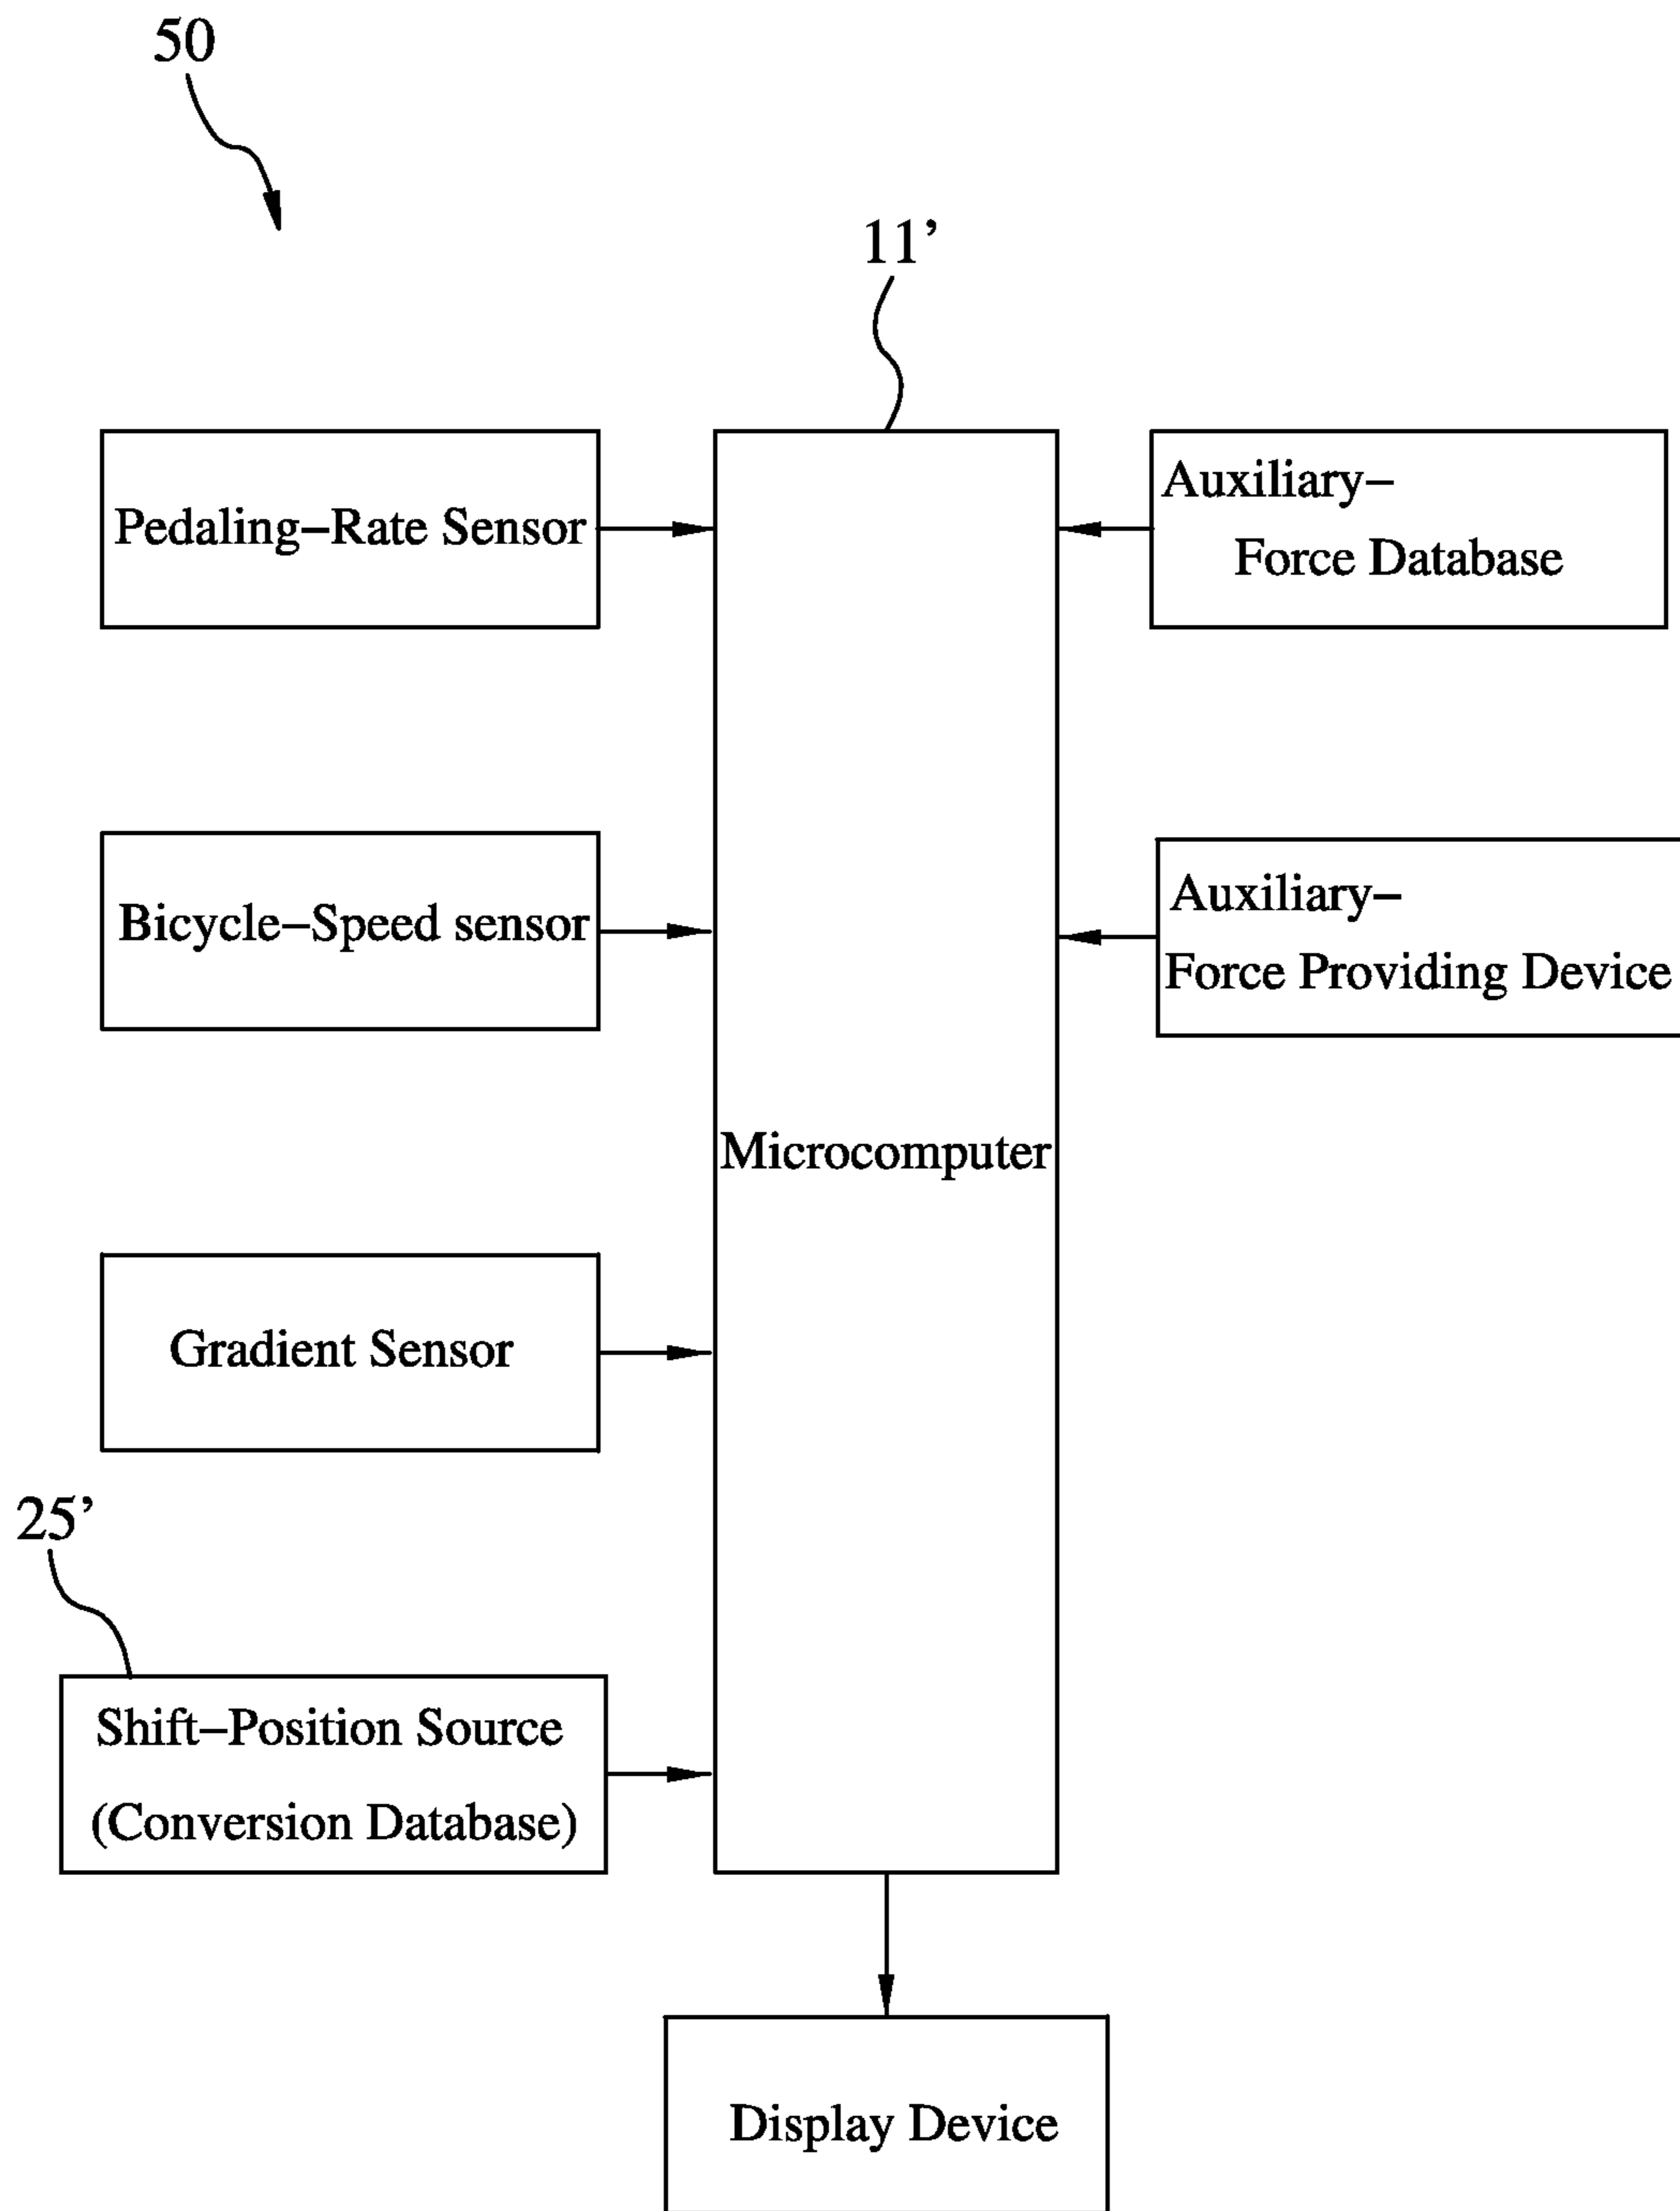 50
11’
Pedaling–Rate Sensor
Auxiliary–
Force Database
Bicycle–Speed sensor
Auxiliary–
Force Providing Device
Microcomputer
Gradient Sensor
25’
Shift–Position Source
(Conversion Database)
Display Device